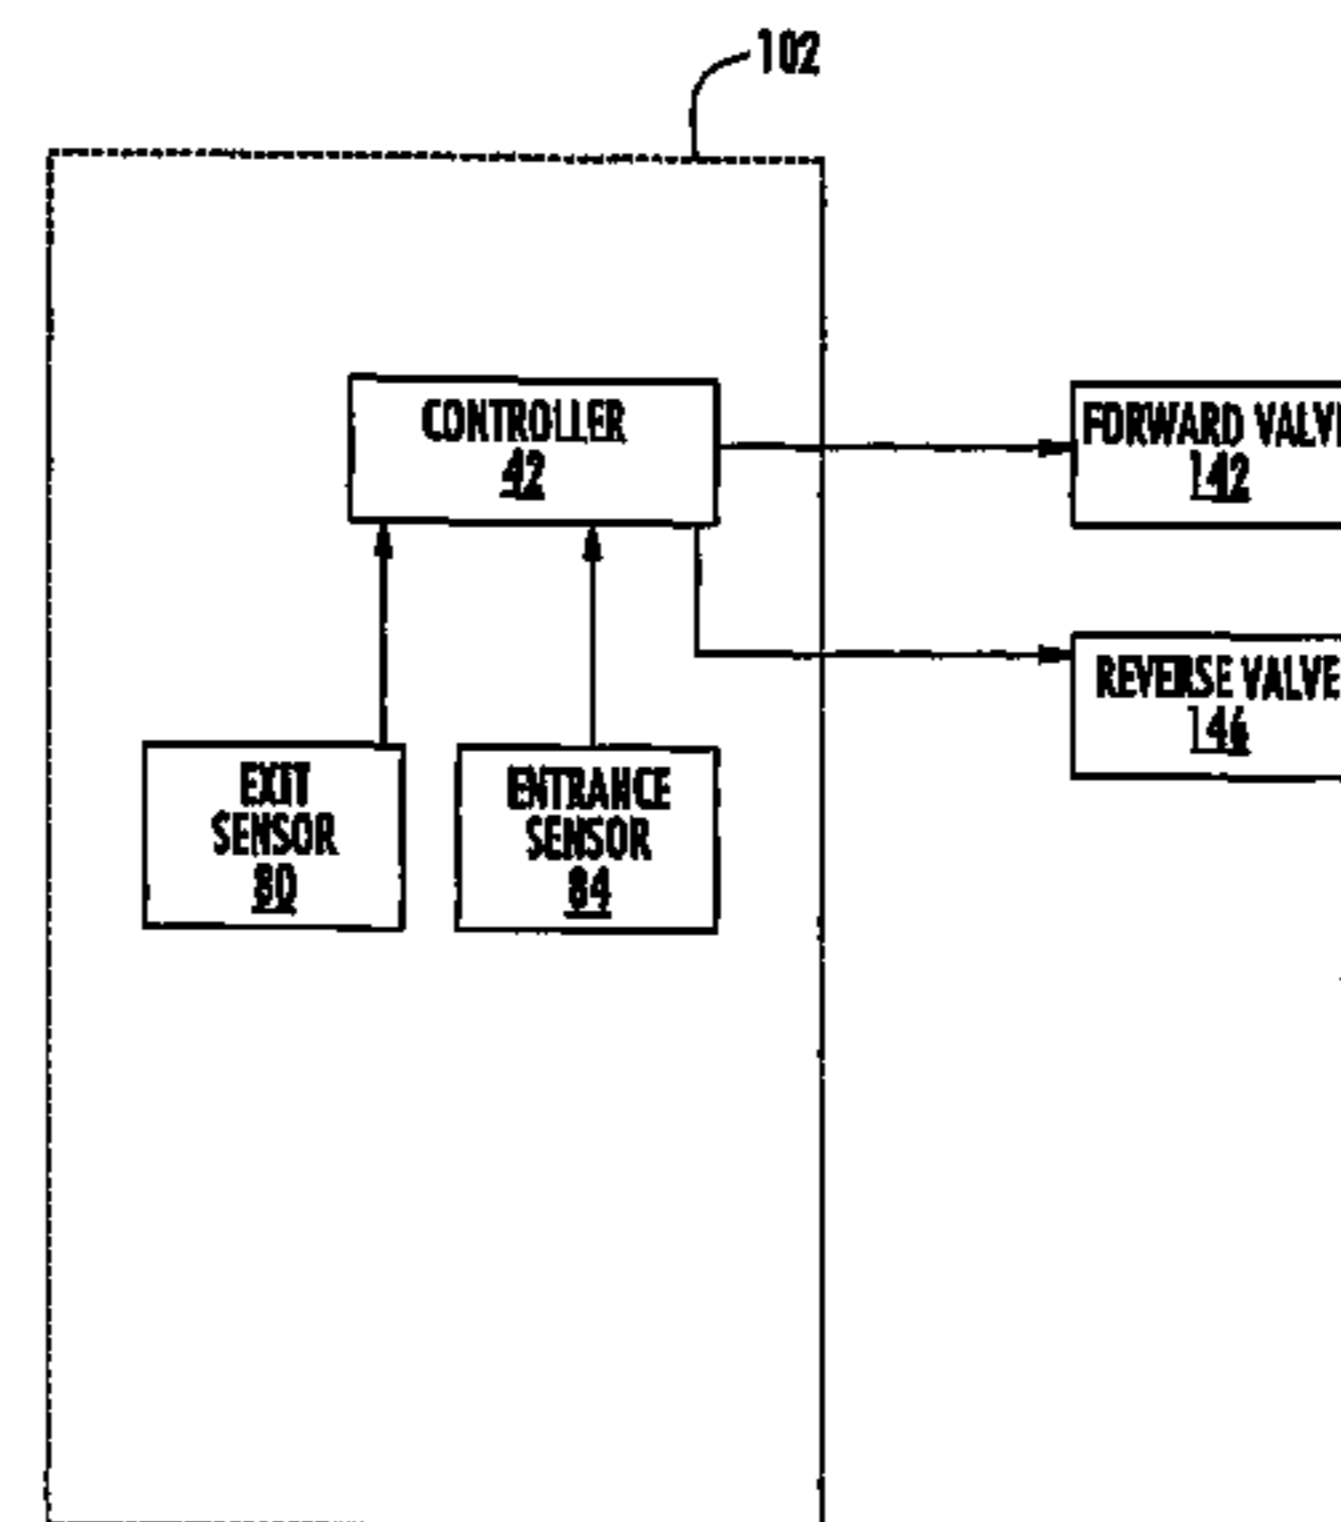 102
CONTROLLER
42
FORWARD VALVE
142
REVERSE VALVE
146
EXIT
SENSOR
80
ENTRANCE
SENSOR
84